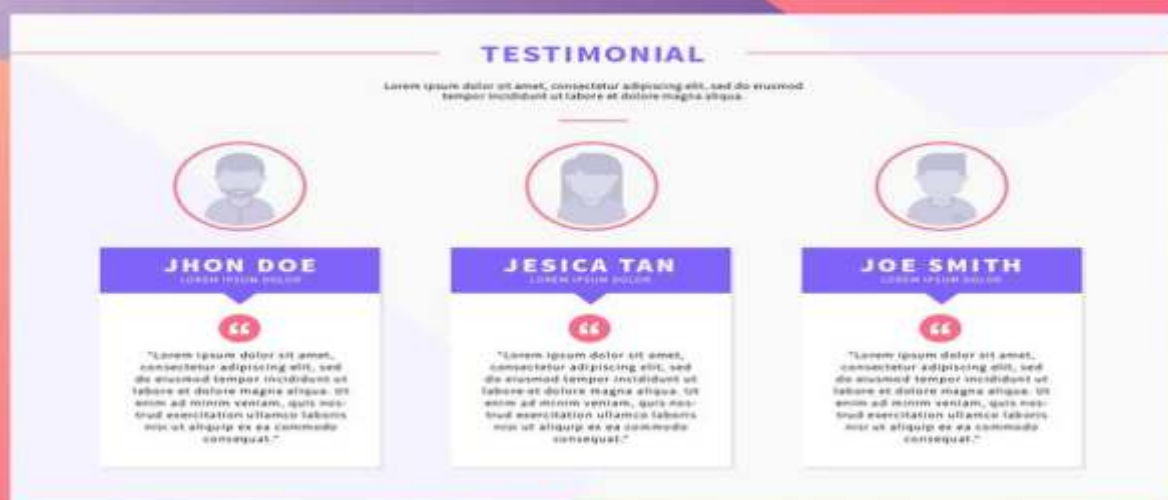 TESTIMONIAL
Lorem ipsum dolor sit amet, consectetur adipiscing elit, sed do eiusmod
tempor incididunt ut labore et dolore magna aliqua.
JHON DOE
LOREM IPSUM DOLOR
“
"Lorem ipsum dolor sit amet,
consectetur adipiscing elit, sed
do eiusmod tempor incididunt ut
labore et dolore magna aliqua. Ut
enim ad minim veniam, quis nos-
trud exercitation ullamco laboris
nisi ut aliquip ex ea commodo
consequat."
JESICA TAN
LOREM IPSUM DOLOR
“
"Lorem ipsum dolor sit amet,
consectetur adipiscing elit, sed
do eiusmod tempor incididunt ut
labore et dolore magna aliqua. Ut
enim ad minim veniam, quis nos-
trud exercitation ullamco laboris
nisi ut aliquip ex ea commodo
consequat."
JOE SMITH
LOREM IPSUM DOLOR
“
"Lorem ipsum dolor sit amet,
consectetur adipiscing elit, sed
do eiusmod tempor incididunt ut
labore et dolore magna aliqua. Ut
enim ad minim veniam, quis nos-
trud exercitation ullamco laboris
nisi ut aliquip ex ea commodo
consequat."